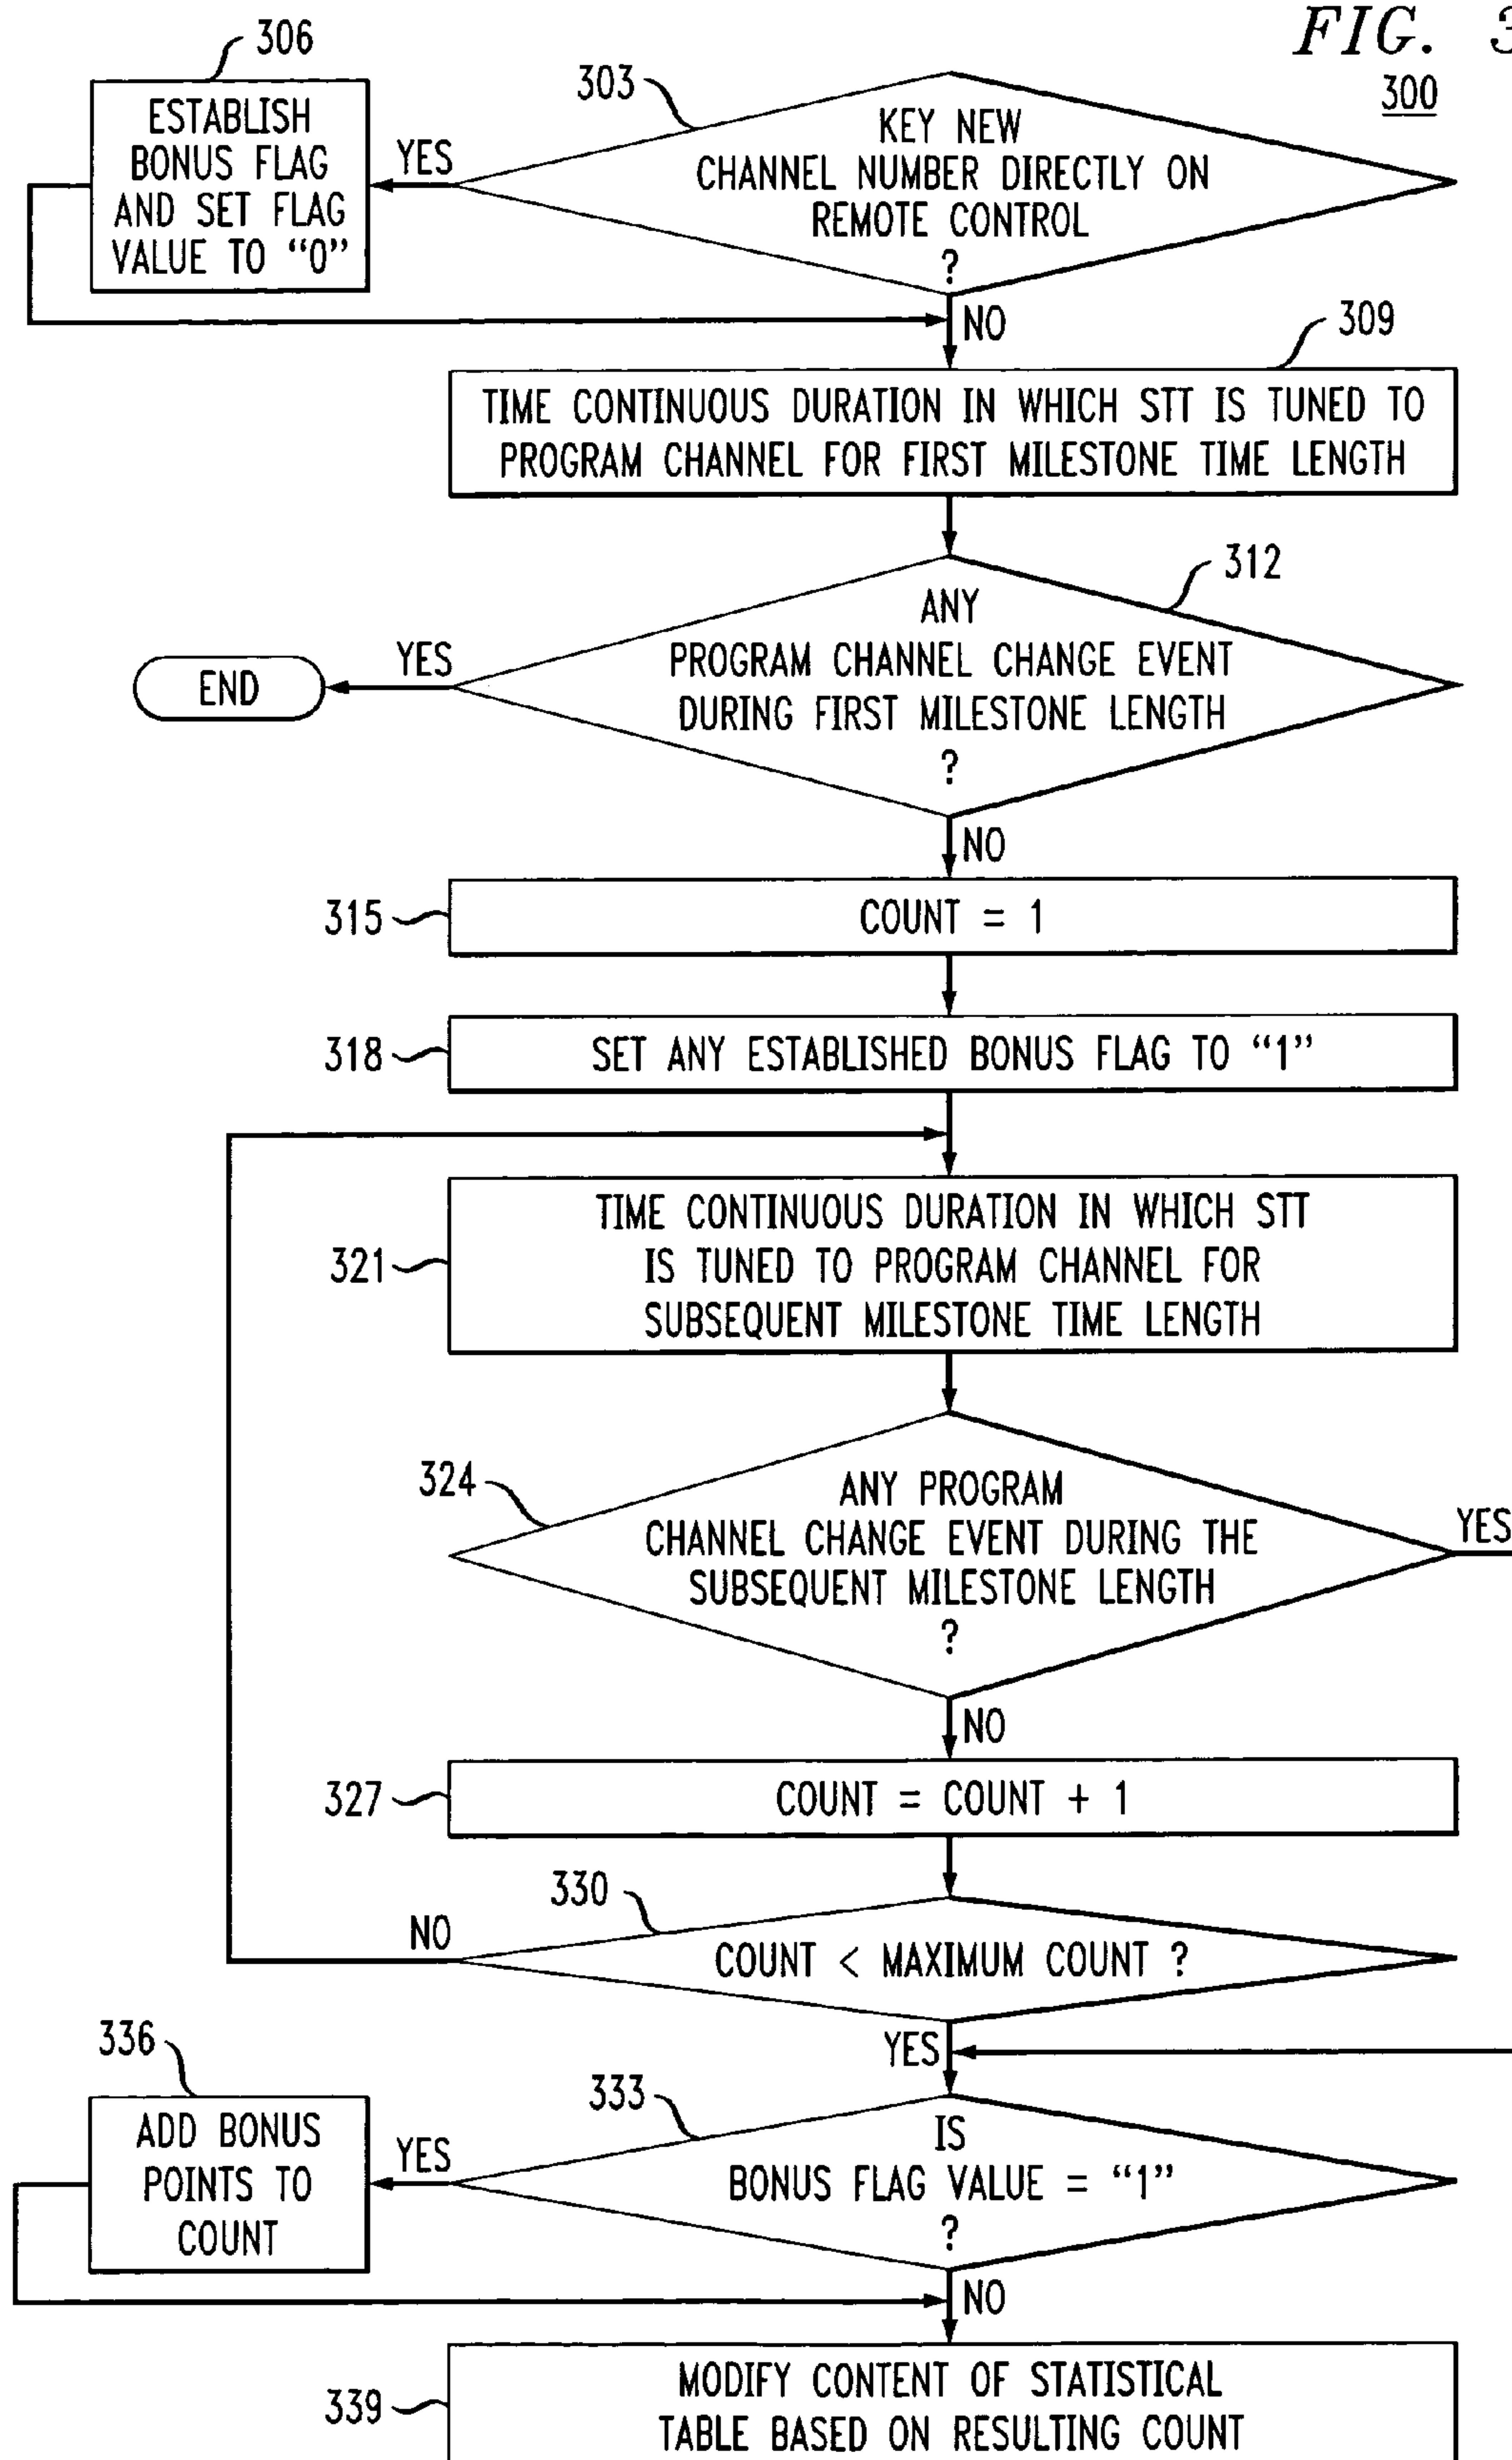 FIG. 3
300
306
ESTABLISH
BONUS FLAG
AND SET FLAG
VALUE TO “0”
YES
303
KEY NEW
CHANNEL NUMBER DIRECTLY ON
REMOTE CONTROL
?
NO
309
TIME CONTINUOUS DURATION IN WHICH STT IS TUNED TO
PROGRAM CHANNEL FOR FIRST MILESTONE TIME LENGTH
312
ANY
PROGRAM CHANNEL CHANGE EVENT
DURING FIRST MILESTONE LENGTH
?
YES
END
NO
315
COUNT = 1
318
SET ANY ESTABLISHED BONUS FLAG TO “1”
321
TIME CONTINUOUS DURATION IN WHICH STT
IS TUNED TO PROGRAM CHANNEL FOR
SUBSEQUENT MILESTONE TIME LENGTH
324
ANY PROGRAM
CHANNEL CHANGE EVENT DURING THE
SUBSEQUENT MILESTONE LENGTH
?
YES
NO
327
COUNT = COUNT + 1
330
NO
COUNT < MAXIMUM COUNT ?
YES
336
ADD BONUS
POINTS TO
COUNT
YES
333
IS
BONUS FLAG VALUE = “1”
?
NO
339
MODIFY CONTENT OF STATISTICAL
TABLE BASED ON RESULTING COUNT